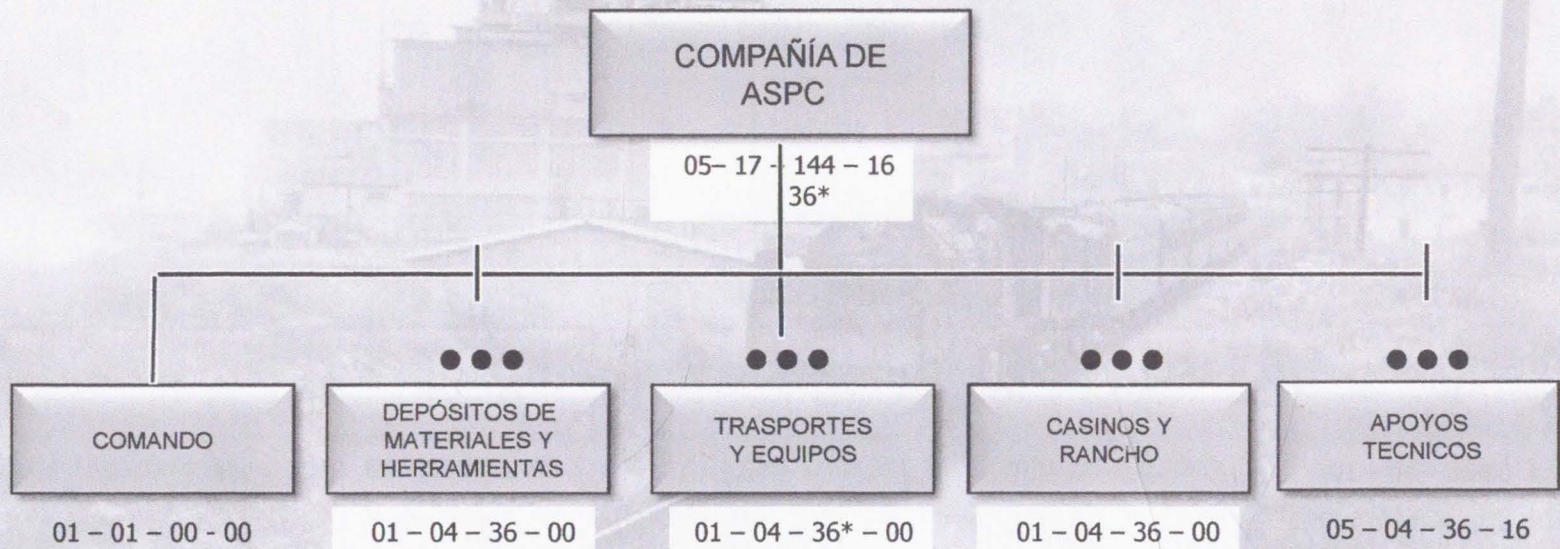 COMPAÑÍA DE
ASPC
05– 17 – 144 – 16
36*
COMANDO
01 – 01 – 00 - 00
DEPÓSITOS DE
MATERIALES Y
HERRAMIENTAS
01 – 04 – 36 – 00
TRASPORTES
Y EQUIPOS
01 – 04 – 36* – 00
CASINOS Y
RANCHO
01 – 04 – 36 – 00
APOYOS
TECNICOS
05 – 04 – 36 – 16